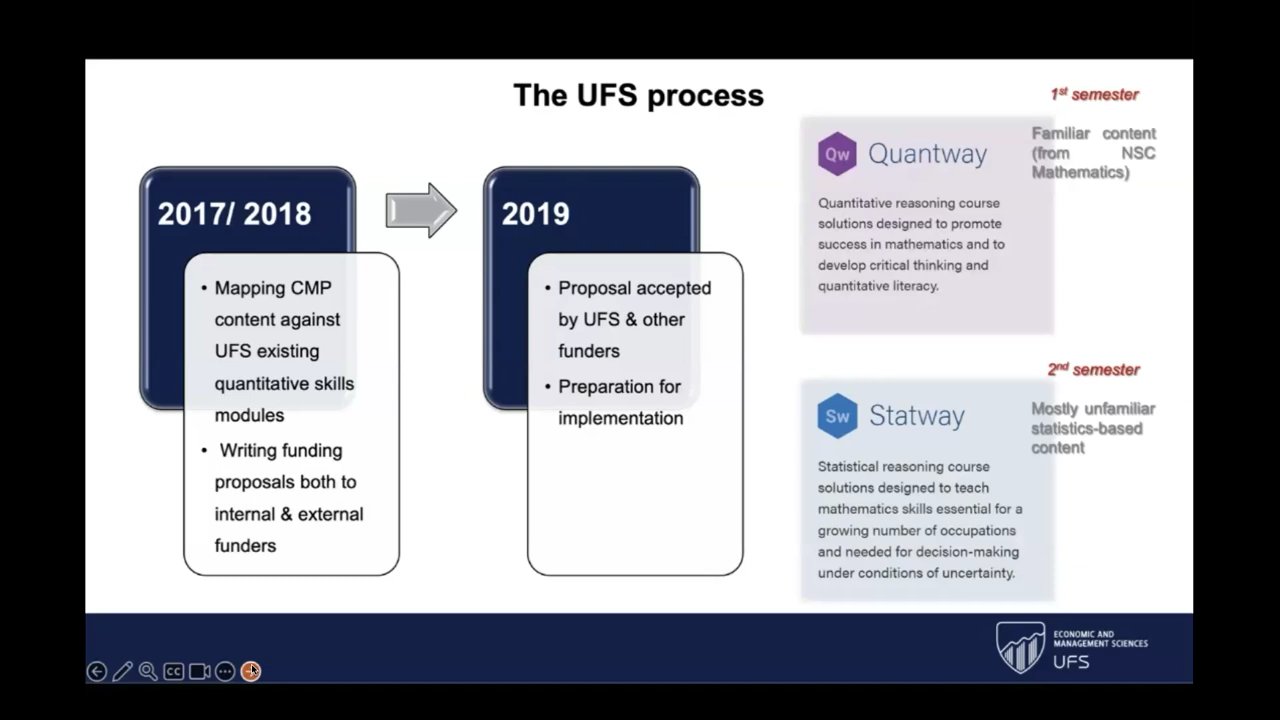 The UFS process
2017/ 2018
• Mapping CMP
content against
UFS existing
quantitative skills
modules
• Writing funding
proposals both to
internal & external
funders
2019
• Proposal accepted
by UFS & other
funders
• Preparation for
implementation
1st semester
Qw Quantway
Quantitative reasoning course
solutions designed to promote
success in mathematics and to
develop critical thinking and
quantitative literacy.
Familiar content
(from NSC
Mathematics)
2nd semester
Sw Statway
Statistical reasoning course
solutions designed to teach
mathematics skills essential for a
growing number of occupations
and needed for decision-making
under conditions of uncertainty.
Mostly unfamiliar
statistics-based
content
CC
ECONOMIC AND
MANAGEMENT SCIENCES
UFS